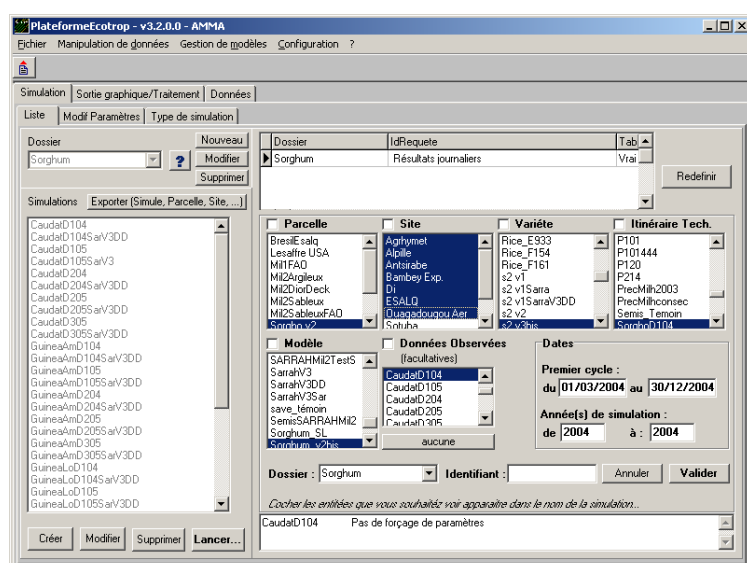 PlateformeEcotrop - v3.2.0.0 - AMMA
Fichier Manipulation de données Gestion de modèles Configuration ?
Simulation Sortie graphique/Traitement Données
Liste Modif Paramètres Type de simulation
Dossier
Sorghum
?
Nouveau
Modifier
Supprimer
Simulations
Exporter (Simule, Parcelle, Site, ...)
CaudatD104
CaudatD104SarV3DD
CaudatD105
CaudatD105SarV3
CaudatD204
CaudatD204SarV3DD
CaudatD205
CaudatD205SarV3DD
CaudatD305
CaudatD305SarV3DD
GuineaAmD104
GuineaAmD104SarV3DD
GuineaAmD105
GuineaAmD105SarV3DD
GuineaAmD204
GuineaAmD204SarV3DD
GuineaAmD205
GuineaAmD205SarV3DD
GuineaAmD305
GuineaAmD305SarV3DD
GuineaLoD104
GuineaLoD104SarV3DD
GuineaLoD105
GuineaLoD105SarV3DD
Créer Modifier Supprimer Lancer...
Dossier IdRequete Tab
Sorghum Résultats journaliers Vrai
Redefinir
Parcelle
BresilEsalq
Lesaffre USA
Mil1FAO
Mil2Argileux
Mil2DiorDeck
Mil2Sableux
Mil2SableuxFAO
Sorgho v2
Site
Agrhymet
Alpille
Antsirabe
Bambey Exp.
Di
ESALQ
Ouagadougou Aer
Sotuba
Variéte
Rice_E933
Rice_F154
Rice_F161
s2 v1
s2 v1Sarra
s2 v1SarraV3DD
s2 v2
s2 v3bis
Itinéraire Tech.
P101
P101444
P120
P214
PrecMilh2003
PrecMilhconsec
Semis_Temoin
SorghoD104
Modèle
SARRAHMil2TestS
SarrahV3
SarrahV3DD
SarrahV3Sar
save_témoin
SemisSARRAHMil2
Sorghum_SL
Sorghum_v2bis
Données Observées
(facultatives)
CaudatD104
CaudatD105
CaudatD204
CaudatD205
CaudatD305
aucune
Dates
Premier cycle :
du 01/03/2004 au 30/12/2004
Année(s) de simulation :
de 2004 à : 2004
Dossier : Sorghum Identifiant : Annuler Valider
Cocher les entitées que vous souhaitéz voir apparaitre dans le nom de la simulation...
CaudatD104 Pas de forçage de paramètres